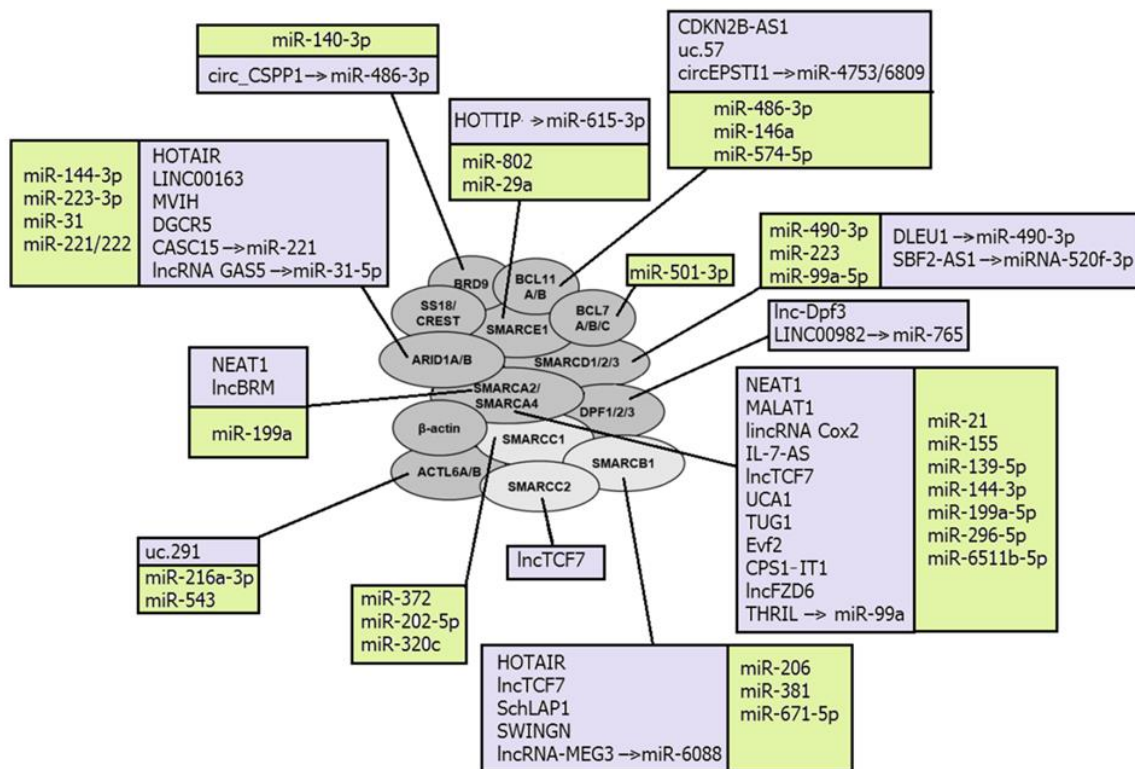 miR-140-3p
circ_CSPP1→miR-486-3p
CDKN2B-AS1
uc.57
circEPSTI1→miR-4753/6809
miR-486-3p
miR-146a
miR-574-5p
HOTTIP→miR-615-3p
miR-802
miR-29a
miR-144-3p
miR-223-3p
miR-31
miR-221/222
HOTAIR
LINC00163
MVIH
DGCR5
CASC15→miR-221
lncRNA GAS5→miR-31-5p
miR-490-3p
miR-223
miR-99a-5p
DLEU1→miR-490-3p
SBF2-AS1→miRNA-520f-3p
miR-501-3p
lnc-Dpf3
LINC00982→miR-765
BRD9
BCL11
A/B
SS18/
CREST
SMARCE1
BCL7
A/B/C
ARID1A/B
SMARCD1/2/3
SMARCA2/
SMARCA4
DPF1/2/3
β-actin
SMARCC1
SMARCB1
ACTL6A/B
SMARCC2
NEAT1
lncBRM
miR-199a
NEAT1
MALAT1
lincRNA Cox2
IL-7-AS
lncTCF7
UCA1
TUG1
Evf2
CPS1-IT1
lncFZD6
THRIL → miR-99a
miR-21
miR-155
miR-139-5p
miR-144-3p
miR-199a-5p
miR-296-5p
miR-6511b-5p
uc.291
miR-216a-3p
miR-543
lncTCF7
miR-372
miR-202-5p
miR-320c
HOTAIR
lncTCF7
SchLAP1
SWINGN
lncRNA-MEG3→miR-6088
miR-206
miR-381
miR-671-5p